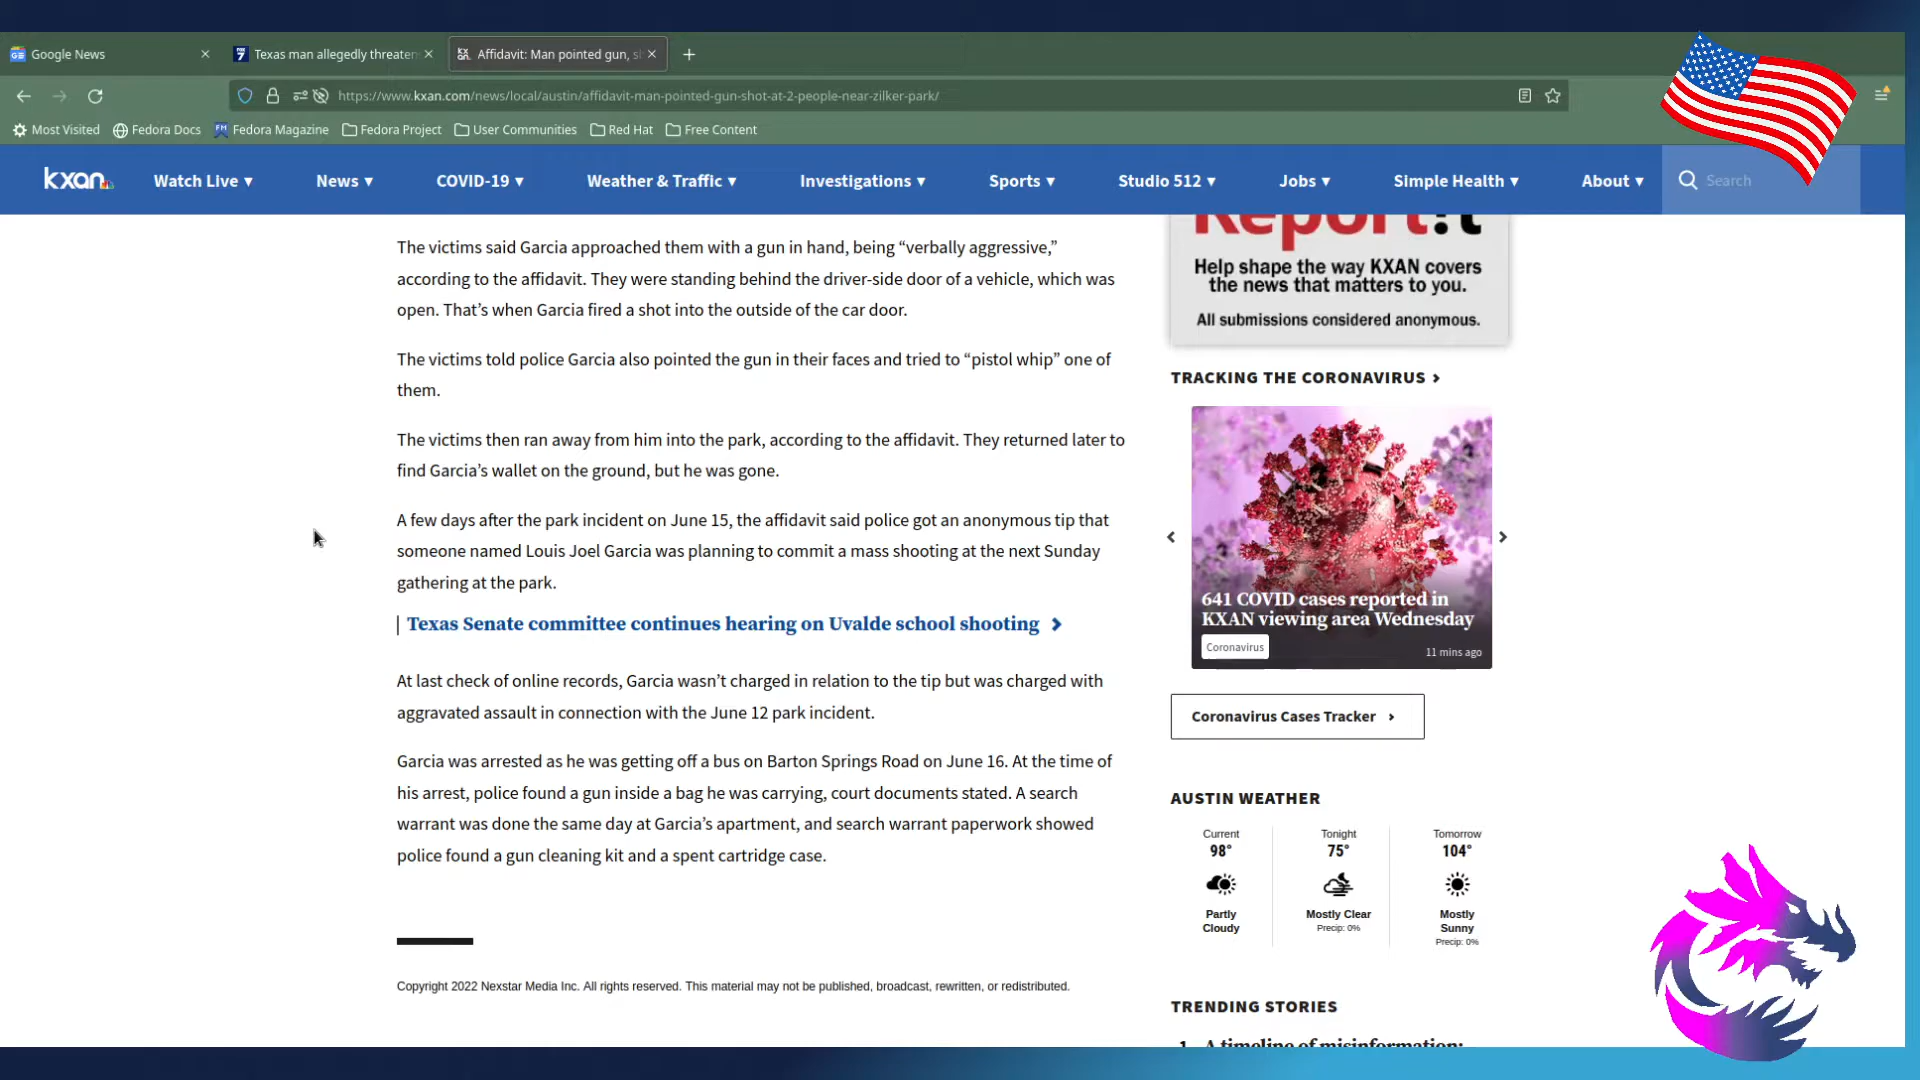 Google News
Texas man allegedly threaten
Affidavit: Man pointed gun, s
https://www.kxan.com/news/local/austin/affidavit-man-pointed-gun-shot-at-2-people-near-zilker-park/
Most Visited
Fedora Docs
Fedora Magazine
Fedora Project
User Communities
Red Hat
Free Content
kxan
Watch Live
News
COVID-19
Weather & Traffic
Investigations
Sports
Studio 512
Jobs
Simple Health
About
Search
The victims said Garcia approached them with a gun in hand, being “verbally aggressive,”
according to the affidavit. They were standing behind the driver-side door of a vehicle, which was
open. That’s when Garcia fired a shot into the outside of the car door.
The victims told police Garcia also pointed the gun in their faces and tried to “pistol whip” one of
them.
The victims then ran away from him into the park, according to the affidavit. They returned later to
find Garcia’s wallet on the ground, but he was gone.
A few days after the park incident on June 15, the affidavit said police got an anonymous tip that
someone named Louis Joel Garcia was planning to commit a mass shooting at the next Sunday
gathering at the park.
Texas Senate committee continues hearing on Uvalde school shooting
At last check of online records, Garcia wasn’t charged in relation to the tip but was charged with
aggravated assault in connection with the June 12 park incident.
Garcia was arrested as he was getting off a bus on Barton Springs Road on June 16. At the time of
his arrest, police found a gun inside a bag he was carrying, court documents stated. A search
warrant was done the same day at Garcia’s apartment, and search warrant paperwork showed
police found a gun cleaning kit and a spent cartridge case.
Copyright 2022 Nexstar Media Inc. All rights reserved. This material may not be published, broadcast, rewritten, or redistributed.
Report it
Help shape the way KXAN covers
the news that matters to you.
All submissions considered anonymous.
TRACKING THE CORONAVIRUS
641 COVID cases reported in
KXAN viewing area Wednesday
Coronavirus
11 mins ago
Coronavirus Cases Tracker
AUSTIN WEATHER
Current
98°
Partly
Cloudy
Tonight
75°
Mostly Clear
Precip: 0%
Tomorrow
104°
Mostly
Sunny
Precip: 0%
TRENDING STORIES
1. A timeline of misinformation: